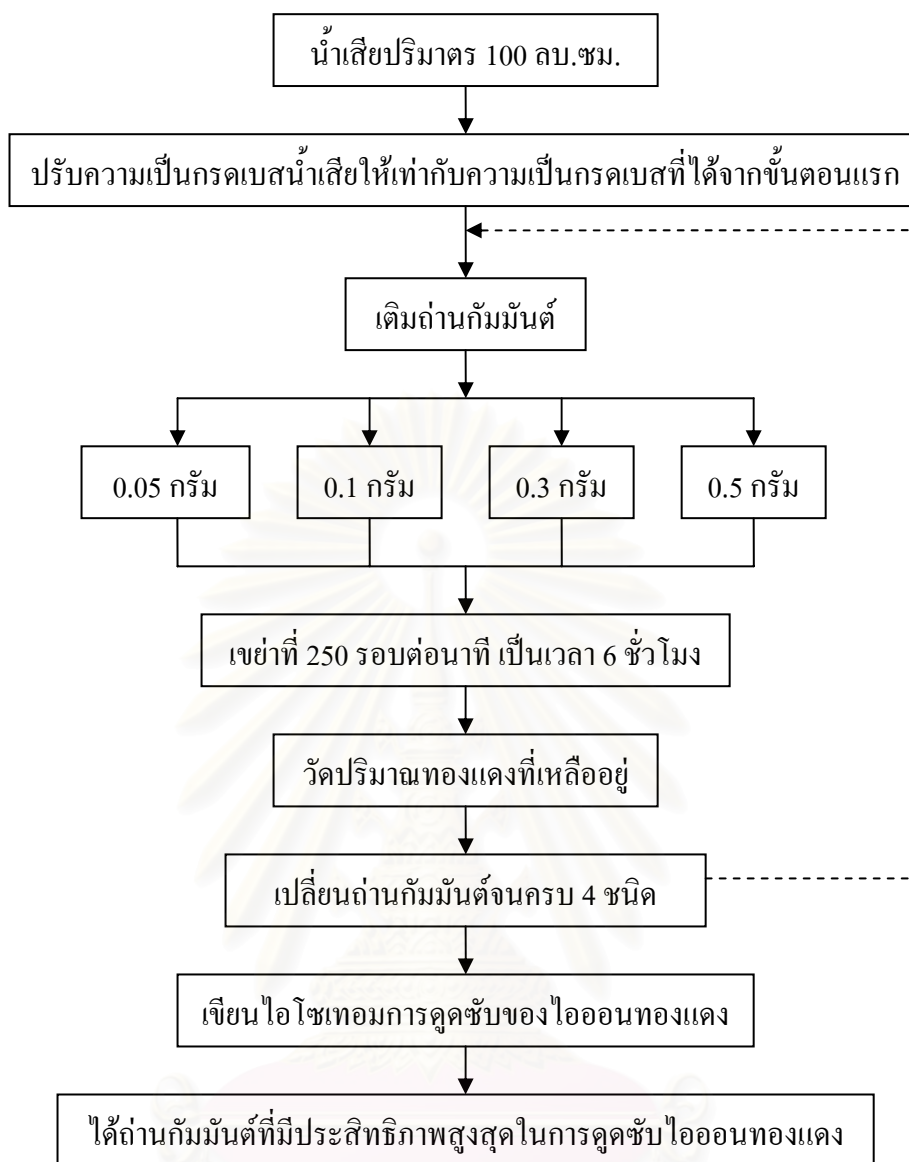 น้ำเสียปริมาตร 100 ลบ.ซม.
ปรับความเป็นกรดเบสน้ำเสียให้เท่ากับความเป็นกรดเบสที่ได้จากขั้นตอนแรก
เติมถ่านกัมมันต์
0.05 กรัม
0.1 กรัม
0.3 กรัม
0.5 กรัม
เขย่าที่ 250 รอบต่อนาที เป็นเวลา 6 ชั่วโมง
วัดปริมาณทองแดงที่เหลืออยู่
เปลี่ยนถ่านกัมมันต์จนครบ 4 ชนิด
เขียนไอโซเทอมการดูดซับของไอออนทองแดง
ได้ถ่านกัมมันต์ที่มีประสิทธิภาพสูงสุดในการดูดซับไอออนทองแดง